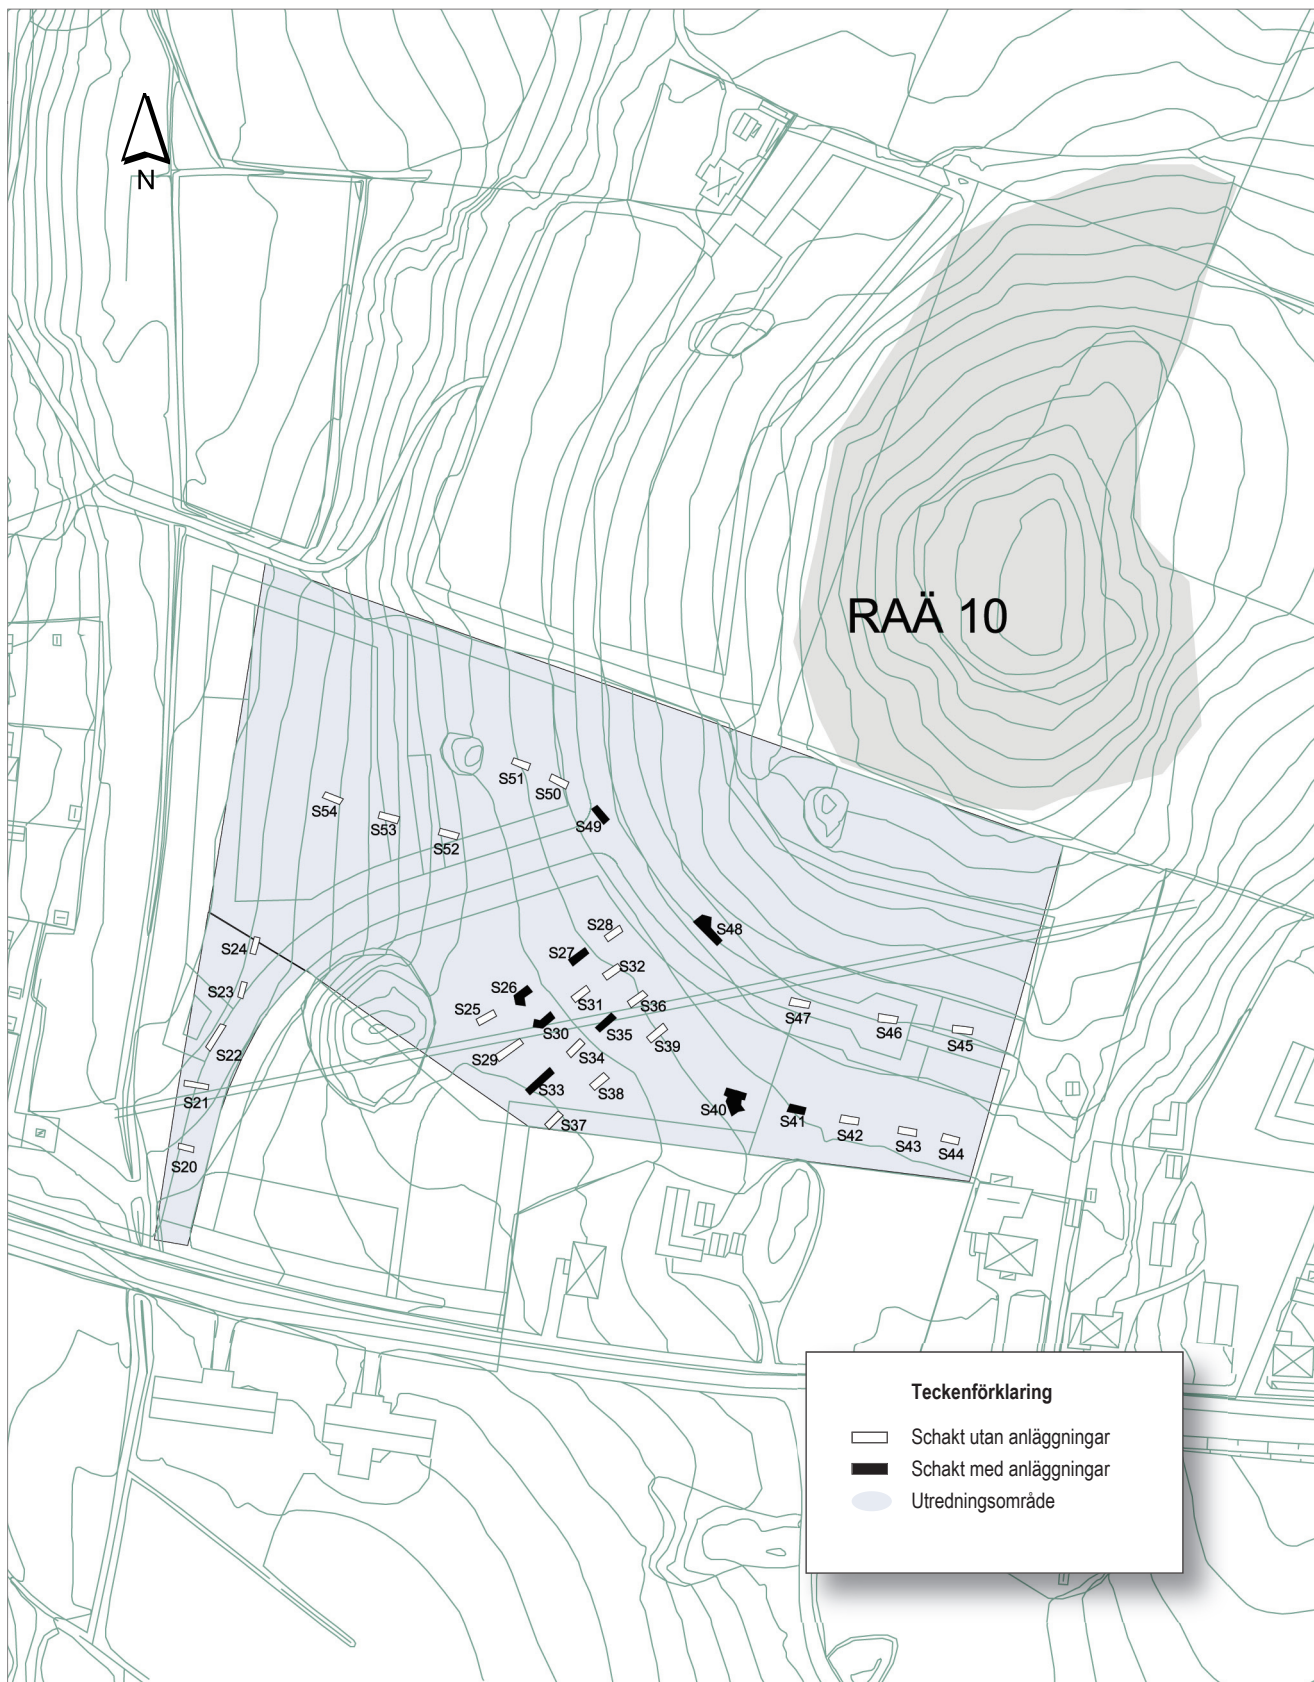 N
RAÄ 10
S51
S50
S54
S53
S49
S52
S28
S48
S24
S27
S32
S23
S26
S31
S36
S25
S47
S46
S45
S30
S35
S22
S39
S29
S34
S21
S33
S38
S40
S41
S37
S42
S43
S44
S20
Teckenförklaring
Schakt utan anläggningar
Schakt med anläggningar
Utredningsområde